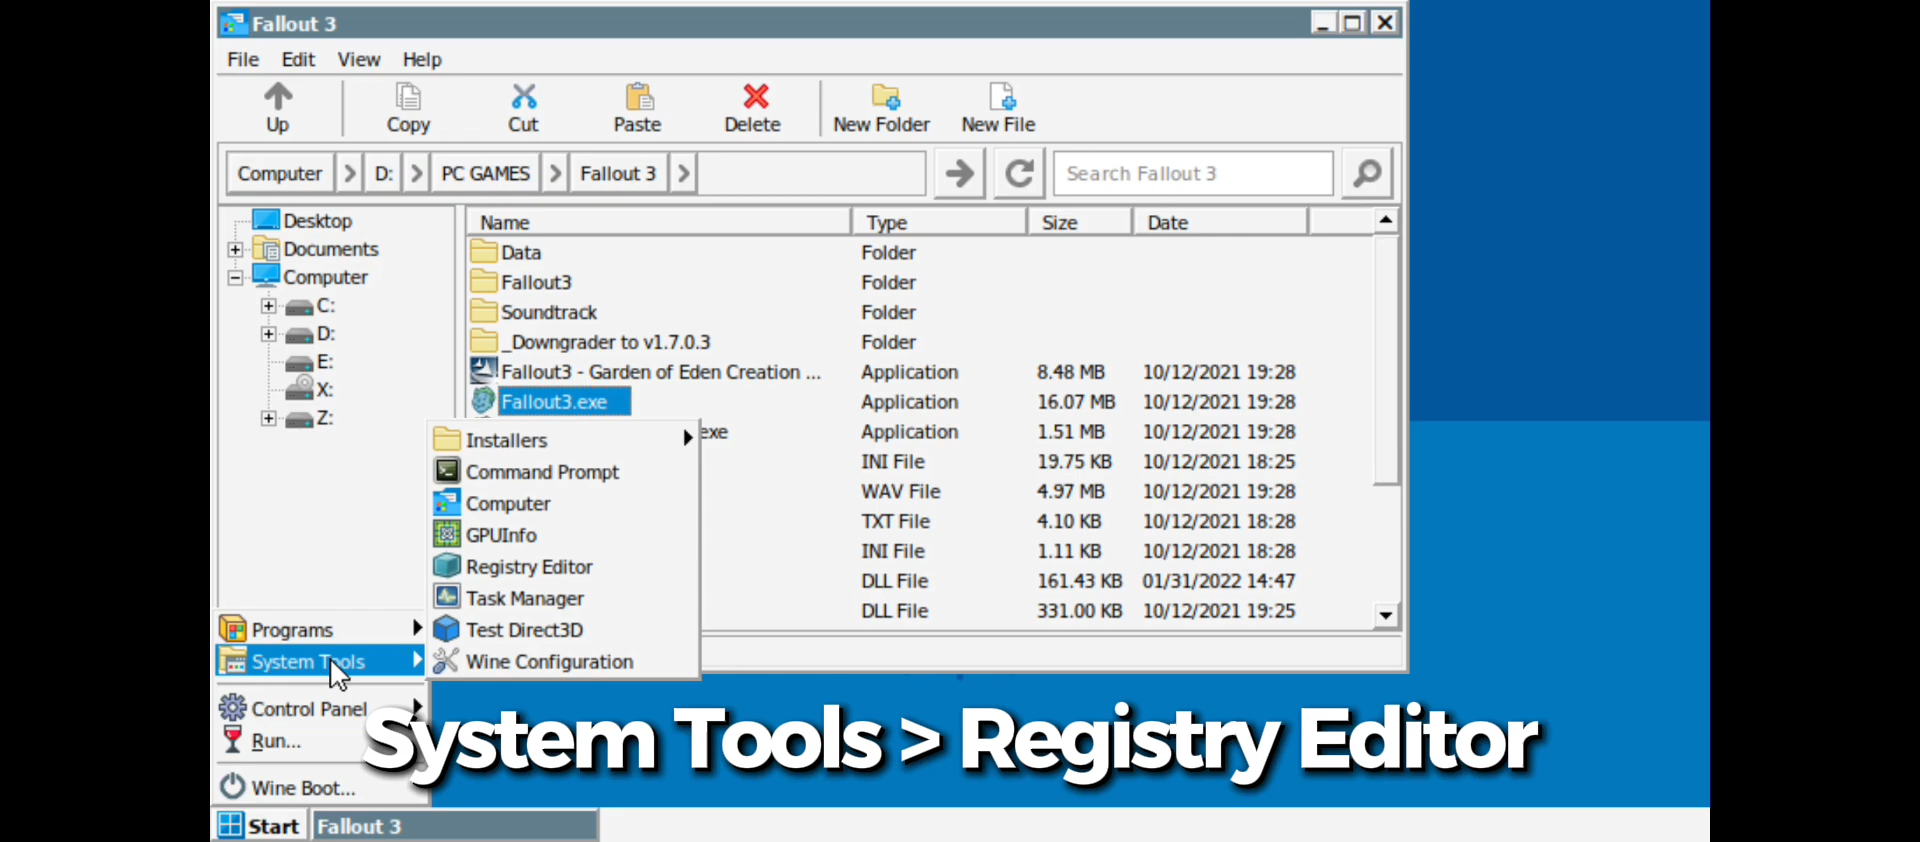 Fallout 3
File Edit View Help
Up Copy Cut Paste Delete New Folder New File
Computer D: PC GAMES Fallout 3 Search Fallout 3
Desktop
Documents
Computer
C:
D:
E:
X:
Z:
Name Type Size Date
Data Folder
Fallout3 Folder
Soundtrack Folder
_Downgrader to v1.7.0.3 Folder
Fallout3 - Garden of Eden Creation ... Application 8.48 MB 10/12/2021 19:28
Fallout3.exe Application 16.07 MB 10/12/2021 19:28
exe Application 1.51 MB 10/12/2021 19:28
INI File 19.75 KB 10/12/2021 18:25
WAV File 4.97 MB 10/12/2021 19:28
TXT File 4.10 KB 10/12/2021 18:28
INI File 1.11 KB 10/12/2021 18:28
DLL File 161.43 KB 01/31/2022 14:47
DLL File 331.00 KB 10/12/2021 19:25
Installers
Command Prompt
Computer
GPUInfo
Registry Editor
Task Manager
Test Direct3D
Wine Configuration
Programs
System Tools
Control Panel
Run...
Wine Boot...
System Tools > Registry Editor
Start Fallout 3